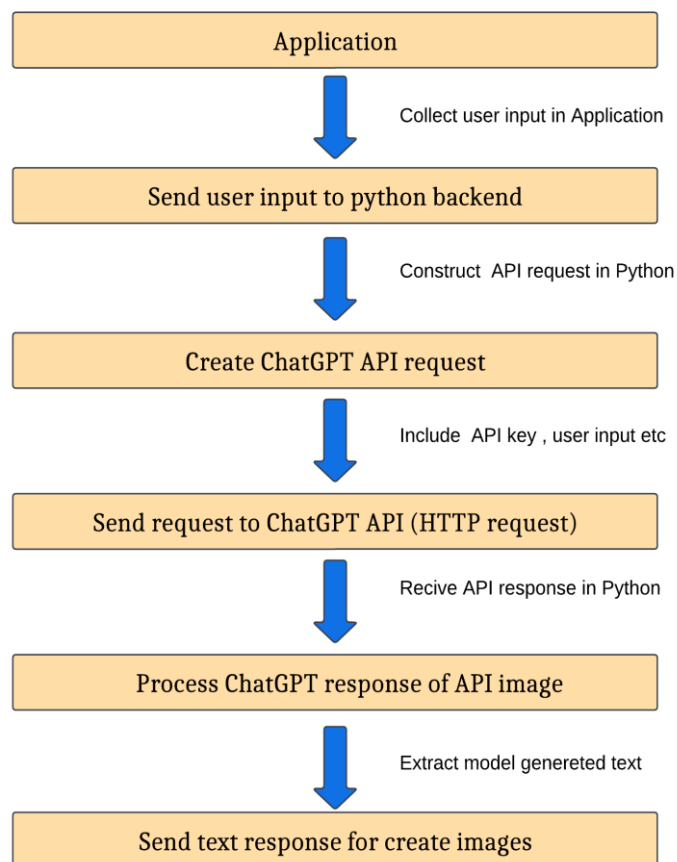 Application
Collect user input in Application
Send user input to python backend
Construct  API request in Python
Create ChatGPT API request
Include  API key , user input etc
Send request to ChatGPT API (HTTP request)
Recive API response in Python
Process ChatGPT response of API image
Extract model genereted text
Send text response for create images